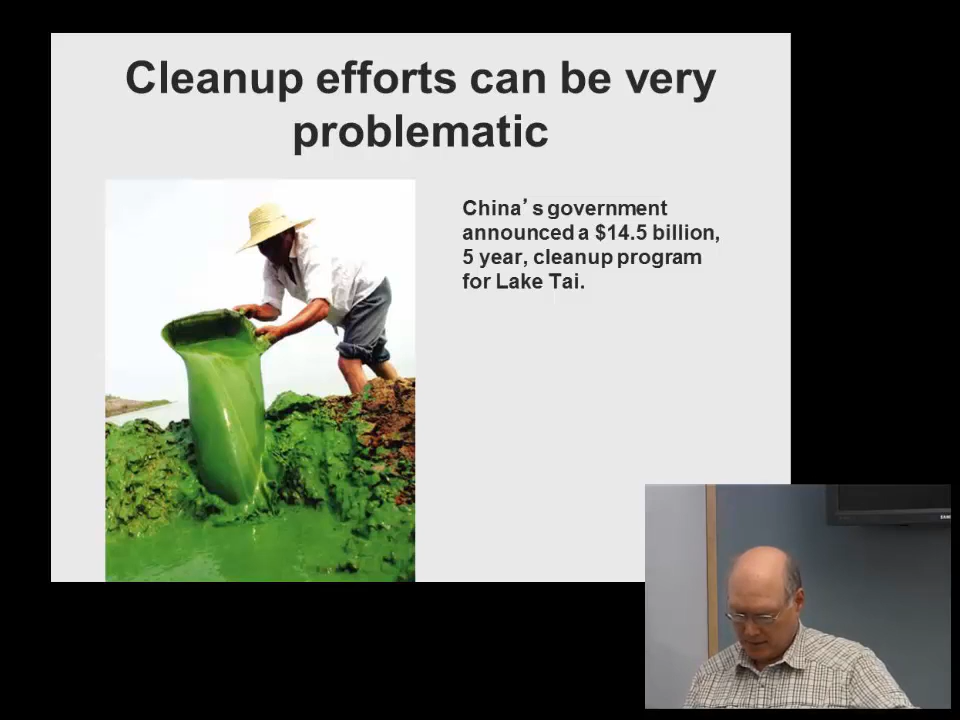 Cleanup efforts can be very
problematic
China's government
announced a $14.5 billion,
5 year, cleanup program
for Lake Tai.